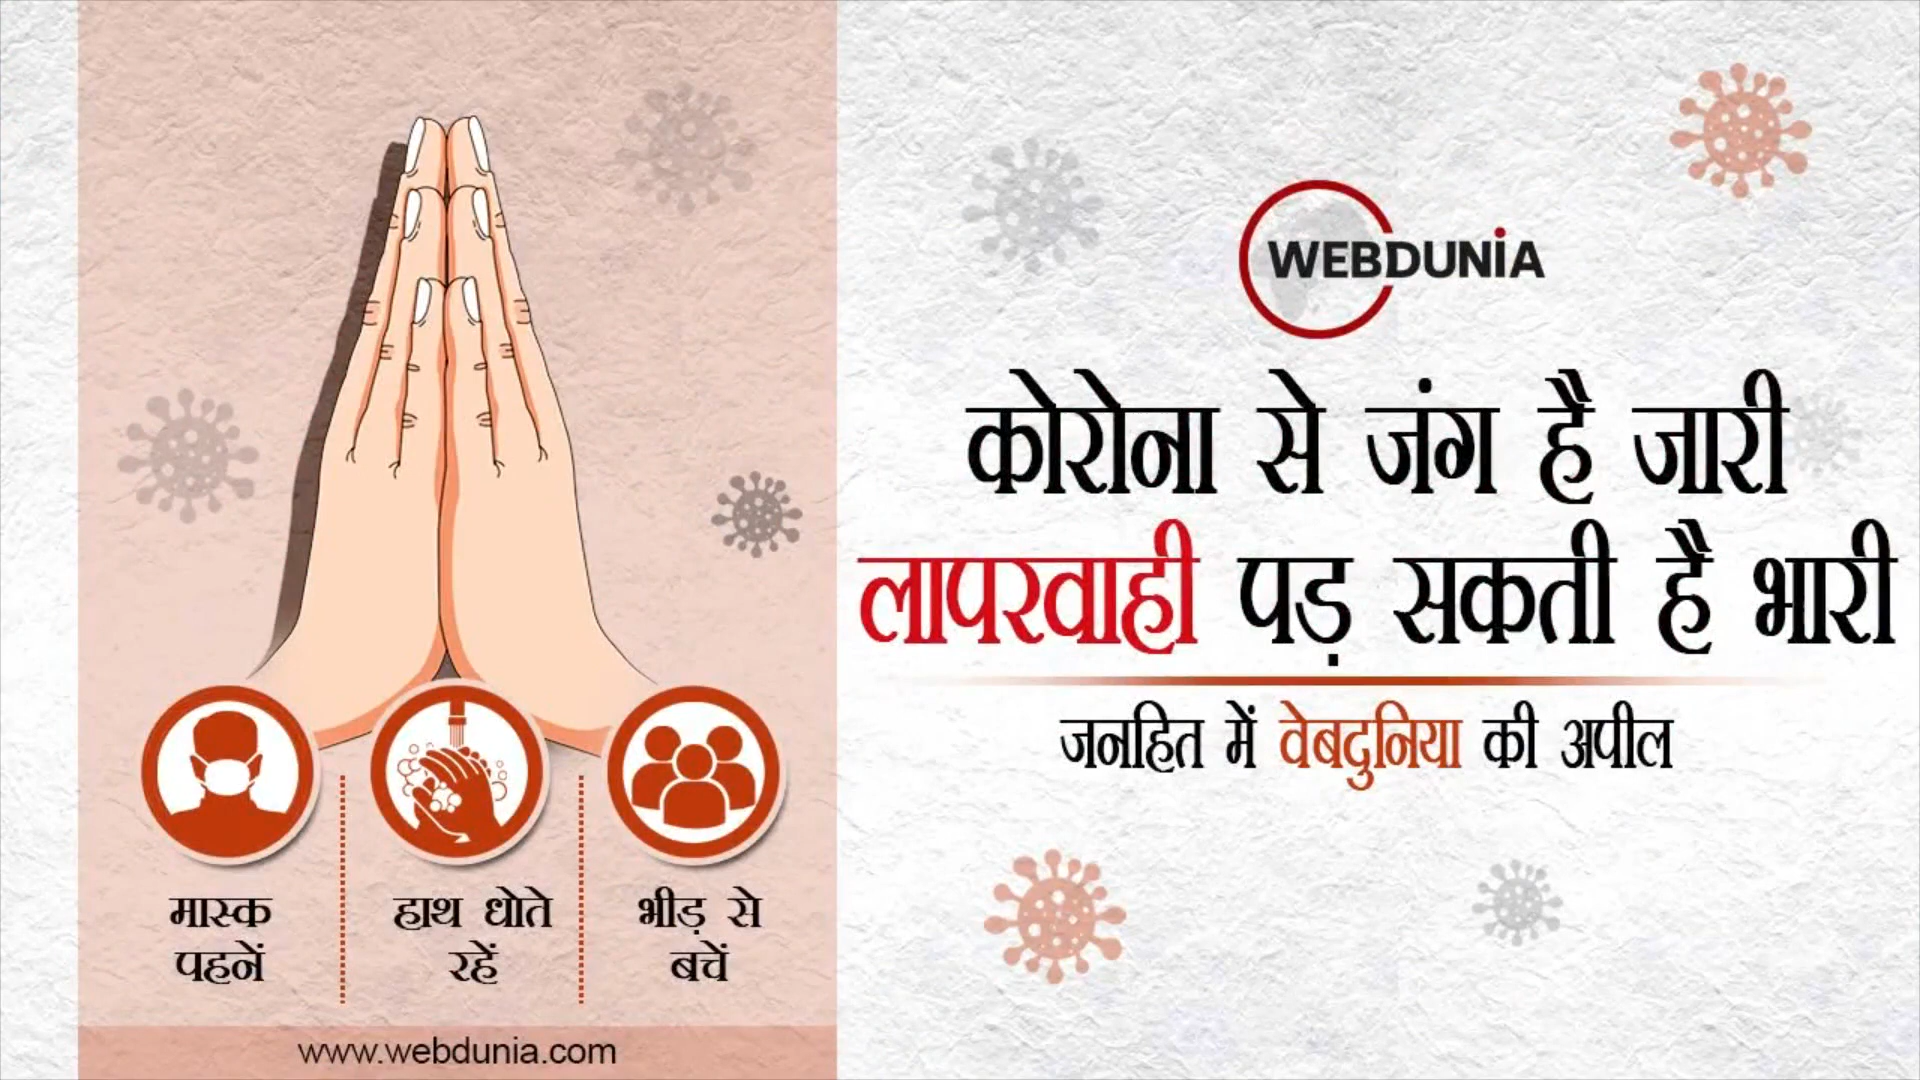 WEBDUNIA
कोरोना से जंग है जारी
लापरवाही पड़ सकती है भारी
जनहित में वेबदुनिया की अपील
मास्क
पहनें
हाथ धोते
रहें
भीड़ से
बचें
www.webdunia.com